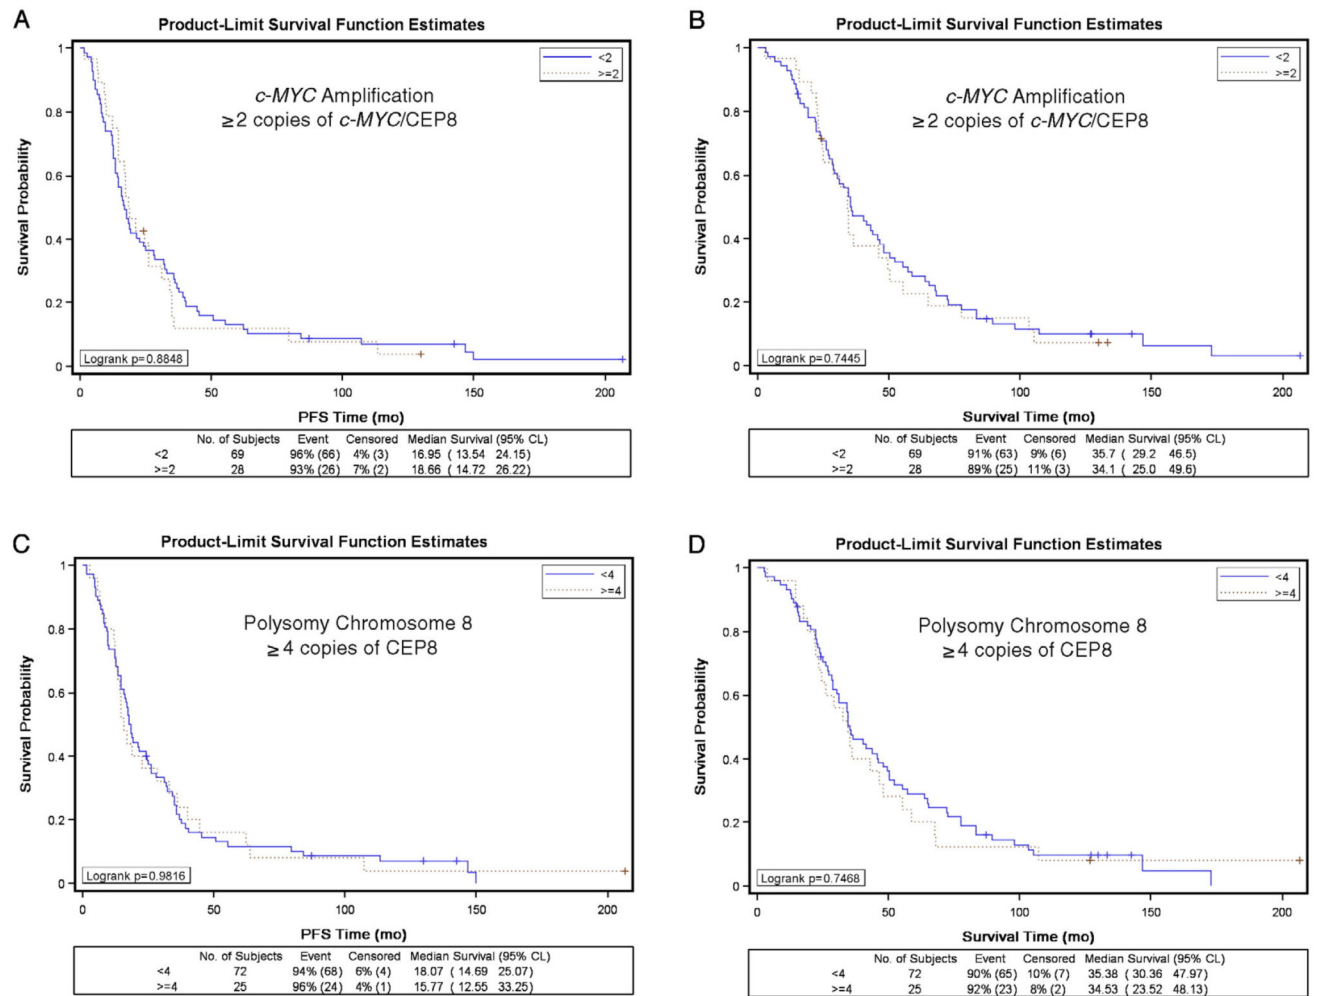 A
Product-Limit Survival Function Estimates
<2
>=2
c-MYC Amplification
≥2 copies of c-MYC/CEP8
Survival Probability
1
0.8
0.6
0.4
0.2
0
Logrank p=0.8848
0 50 100 150 200
PFS Time (mo)
No. of Subjects Event Censored Median Survival (95% CL)
<2 69 96% (66) 4% (3) 16.95 ( 13.54 24.15)
>=2 28 93% (26) 7% (2) 18.66 ( 14.72 26.22)
B
Product-Limit Survival Function Estimates
<2
>=2
c-MYC Amplification
≥2 copies of c-MYC/CEP8
Survival Probability
1
0.8
0.6
0.4
0.2
0
Logrank p=0.7445
0 50 100 150 200
Survival Time (mo)
No. of Subjects Event Censored Median Survival (95% CL)
<2 69 91% (63) 9% (6) 35.7 ( 29.2 46.5)
>=2 28 89% (25) 11% (3) 34.1 ( 25.0 49.6)
C
Product-Limit Survival Function Estimates
<4
>=4
Polysomy Chromosome 8
≥4 copies of CEP8
Survival Probability
1
0.8
0.6
0.4
0.2
0
Logrank p=0.9816
0 50 100 150 200
PFS Time (mo)
No. of Subjects Event Censored Median Survival (95% CL)
<4 72 94% (68) 6% (4) 18.07 ( 14.69 25.07)
>=4 25 96% (24) 4% (1) 15.77 ( 12.55 33.25)
D
Product-Limit Survival Function Estimates
<4
>=4
Polysomy Chromosome 8
≥4 copies of CEP8
Survival Probability
1
0.8
0.6
0.4
0.2
0
Logrank p=0.7468
0 50 100 150 200
Survival Time (mo)
No. of Subjects Event Censored Median Survival (95% CL)
<4 72 90% (65) 10% (7) 35.38 ( 30.36 47.97)
>=4 25 92% (23) 8% (2) 34.53 ( 23.52 48.13)